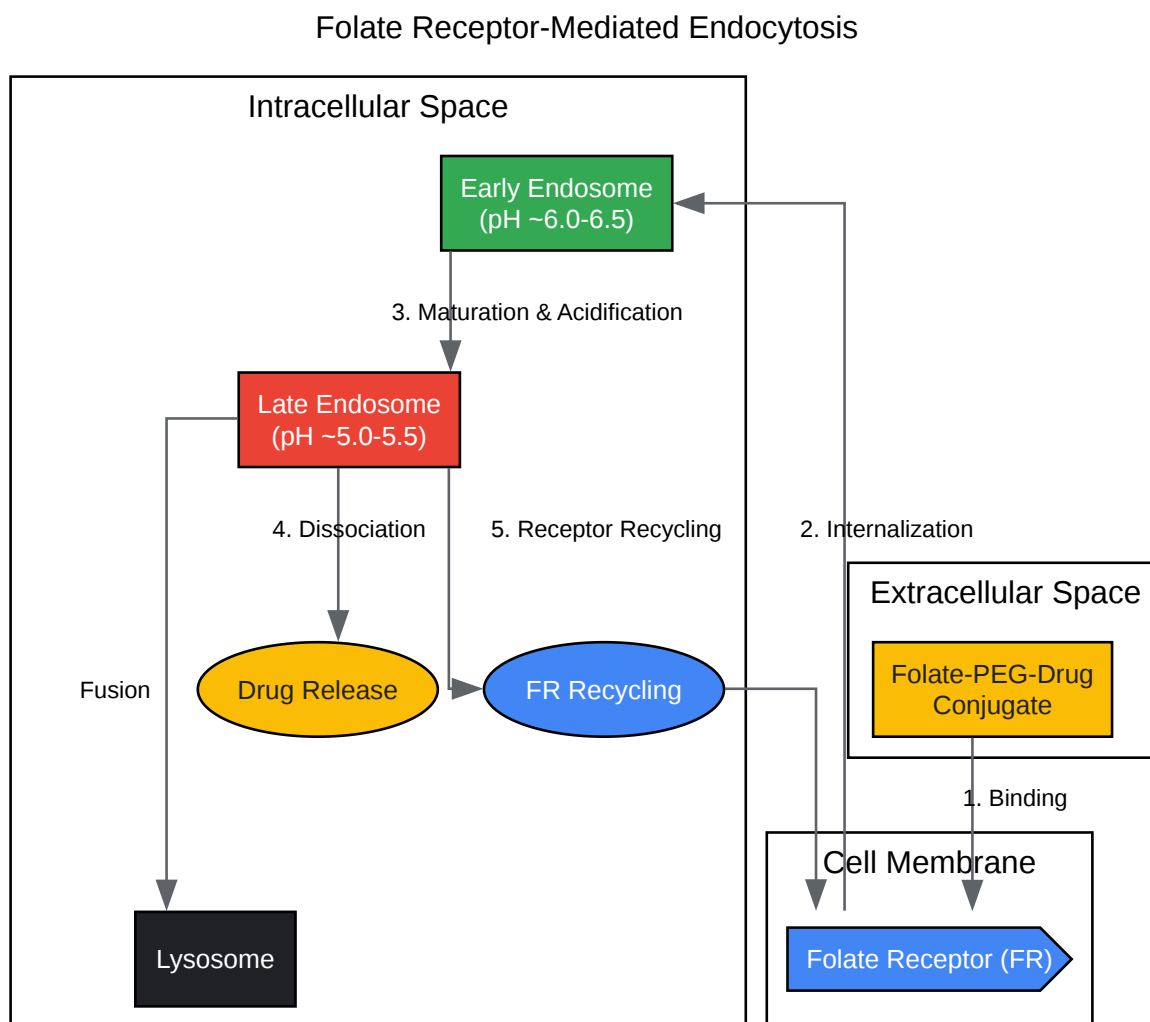 Folate Receptor-Mediated Endocytosis
Intracellular Space
Early Endosome
(pH ~6.0-6.5)
3. Maturation & Acidification
Late Endosome
(pH ~5.0-5.5)
4. Dissociation
5. Receptor Recycling
2. Internalization
Extracellular Space
Folate-PEG-Drug
Conjugate
Fusion
Drug Release
FR Recycling
1. Binding
Cell Membrane
Folate Receptor (FR)
Lysosome